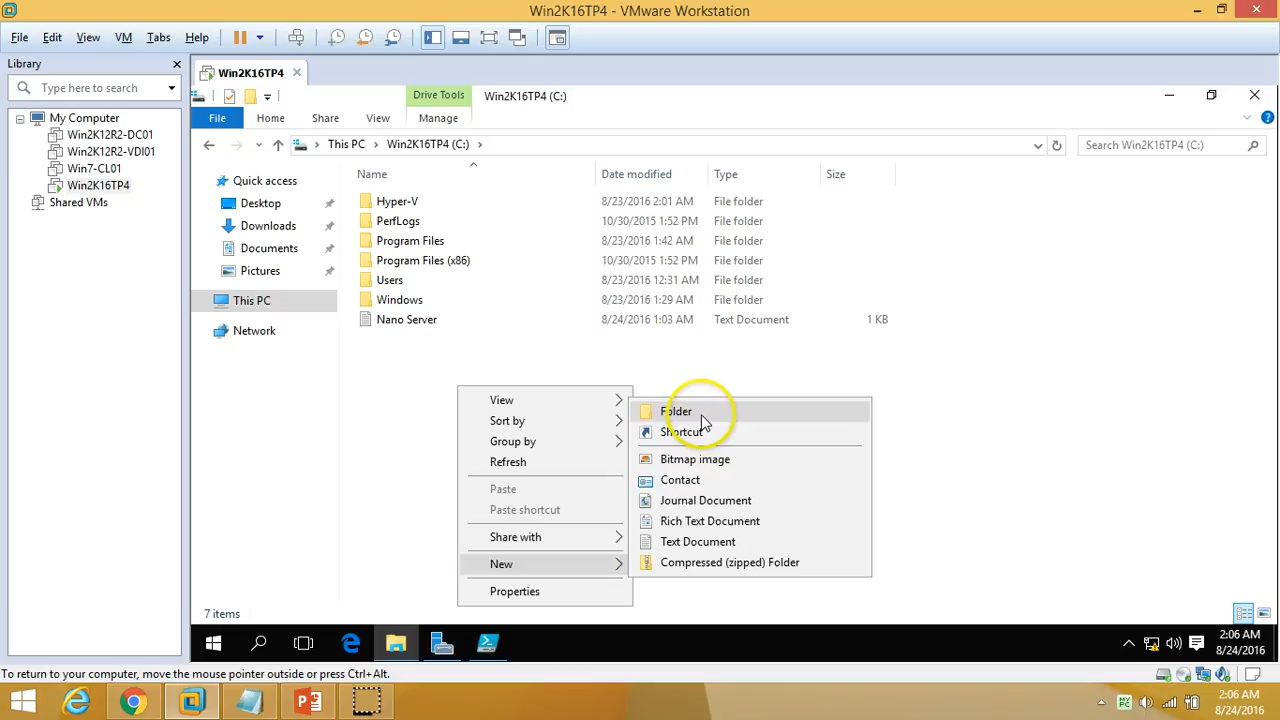 Win2K16TP4 - VMware Workstation
File Edit View VM Tabs Help
Library
Type here to search
My Computer
Win2K12R2-DC01
Win2K12R2-VDI01
Win7-CL01
Win2K16TP4
Shared VMs
Win2K16TP4
Drive Tools Win2K16TP4 (C:)
File Home Share View Manage
This PC Win2K16TP4 (C:) Search Win2K16TP4 (C:)
Quick access
Desktop
Downloads
Documents
Pictures
This PC
Network
Name Date modified Type Size
Hyper-V 8/23/2016 2:01 AM File folder
PerfLogs 10/30/2015 1:52 PM File folder
Program Files 8/23/2016 1:42 AM File folder
Program Files (x86) 10/30/2015 1:52 PM File folder
Users 8/23/2016 12:31 AM File folder
Windows 8/23/2016 1:29 AM File folder
Nano Server 8/24/2016 1:03 AM Text Document 1 KB
View
Sort by
Group by
Refresh
Paste
Paste shortcut
Share with
New
Properties
Folder
Shortcut
Bitmap image
Contact
Journal Document
Rich Text Document
Text Document
Compressed (zipped) Folder
7 items
2:06 AM
8/24/2016
To return to your computer, move the mouse pointer outside or press Ctrl+Alt.
2:06 AM
8/24/2016